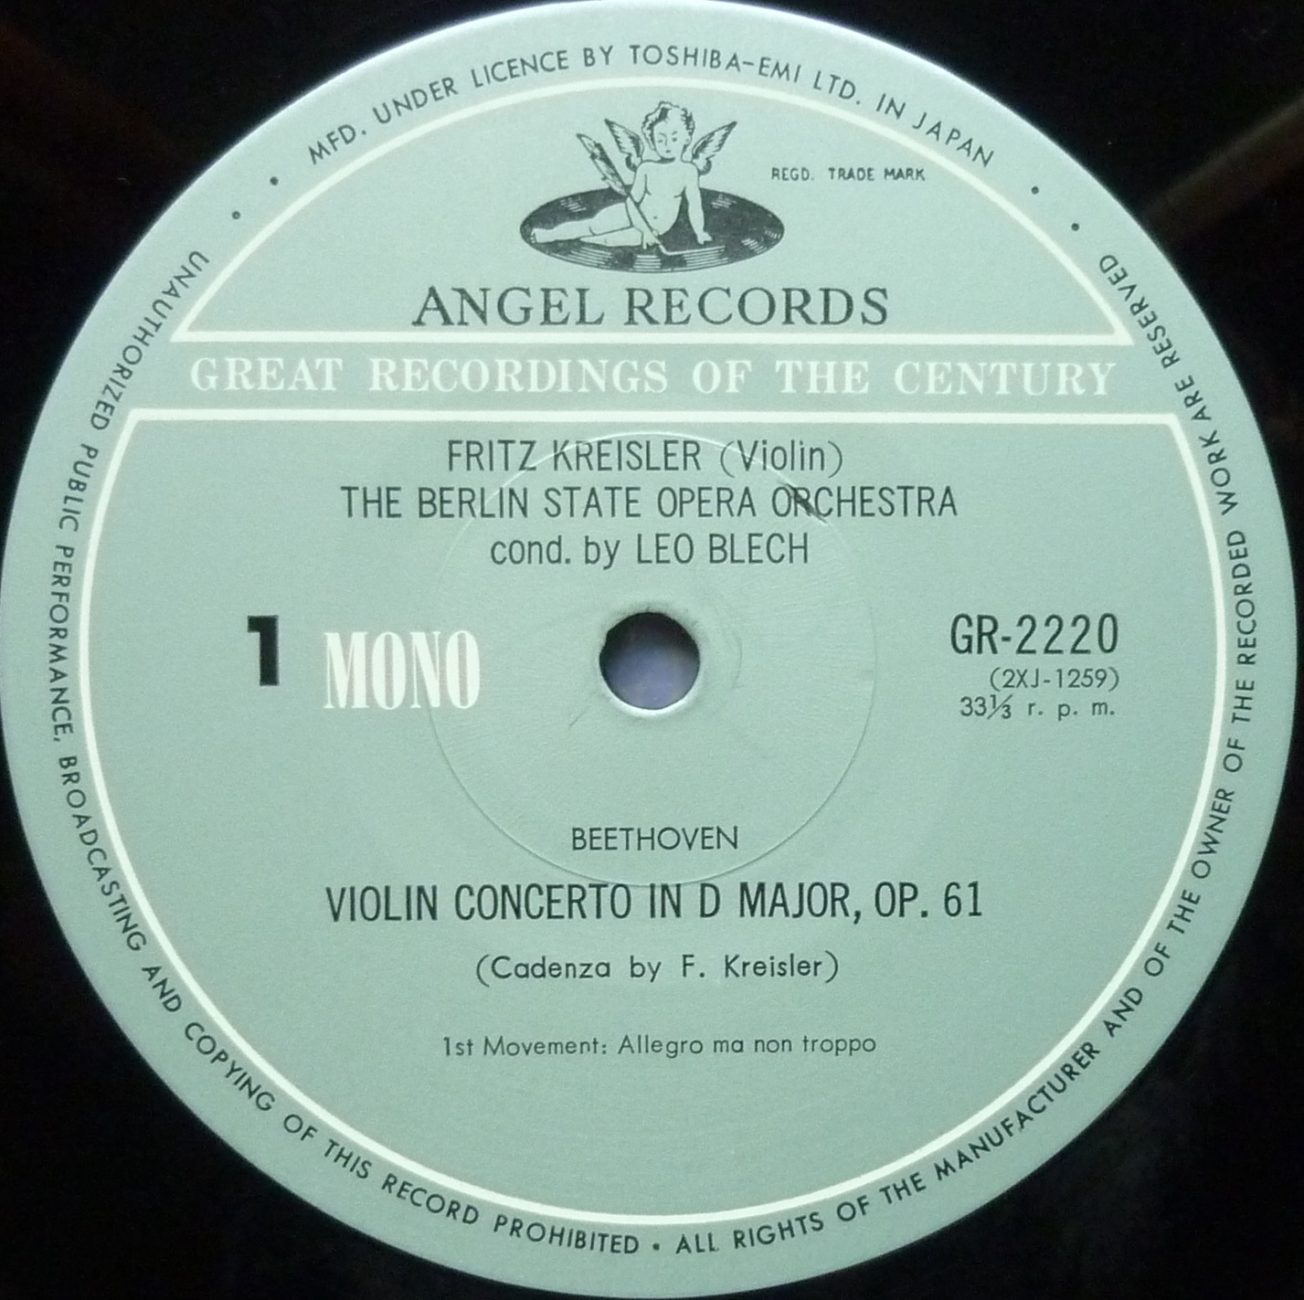 MFD. UNDER LICENCE BY TOSHIBA-EMI LTD. IN JAPAN
REGD. TRADE MARK
ANGEL RECORDS
GREAT RECORDINGS OF THE CENTURY
FRITZ KREISLER (Violin)
THE BERLIN STATE OPERA ORCHESTRA
cond. by LEO BLECH
1 MONO
GR-2220
(2XJ-1259)
33⅓ r. p. m.
BEETHOVEN
VIOLIN CONCERTO IN D MAJOR, OP. 61
(Cadenza by F. Kreisler)
1st Movement: Allegro ma non troppo
UNAUTHORIZED PUBLIC PERFORMANCE, BROADCASTING AND COPYING OF THIS RECORD PROHIBITED • ALL RIGHTS OF THE MANUFACTURER AND OF THE OWNER OF THE RECORDED WORK ARE RESERVED